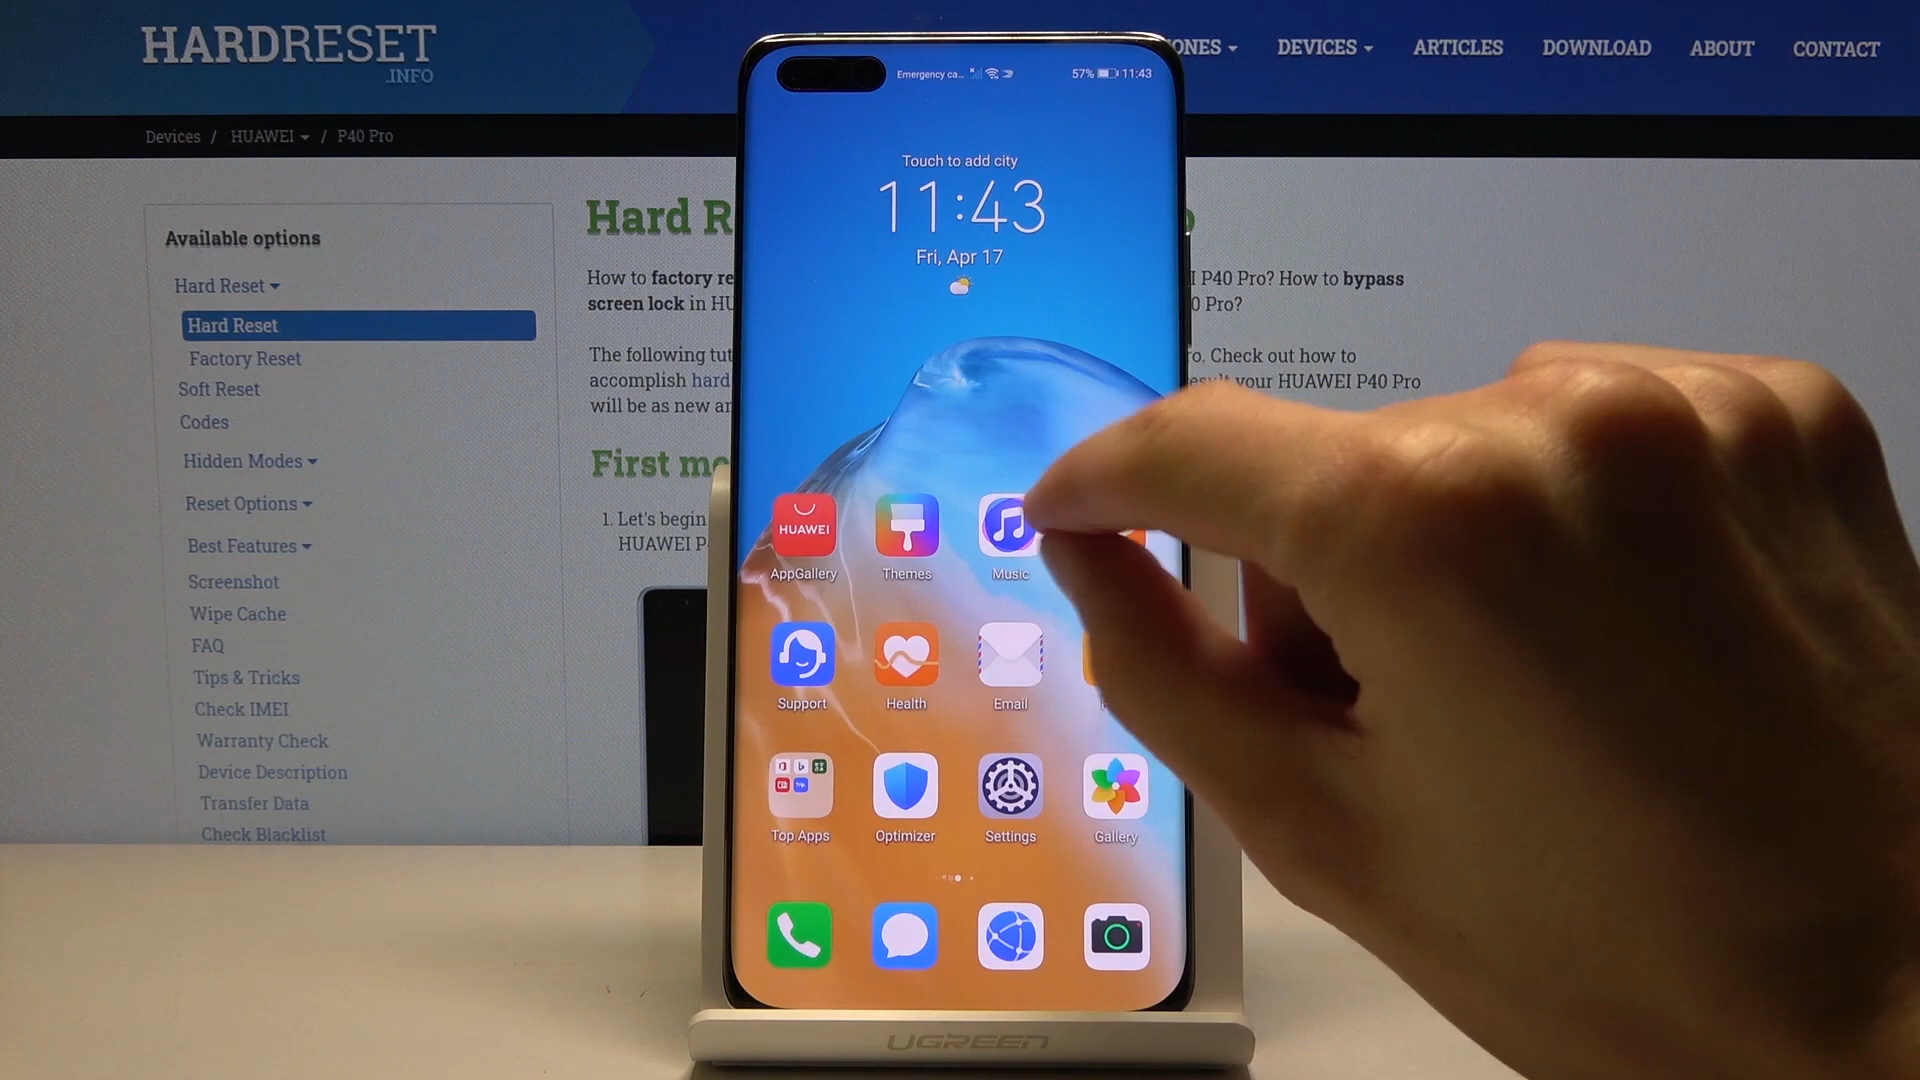 HARDRESET
.INFO
ONES
DEVICES
ARTICLES
DOWNLOAD
ABOUT
CONTACT
Devices / HUAWEI / P40 Pro
Available options
Hard Reset
Hard Reset
Factory Reset
Soft Reset
Codes
Hidden Modes
Reset Options
Best Features
Screenshot
Wipe Cache
FAQ
Tips & Tricks
Check IMEI
Warranty Check
Device Description
Transfer Data
Check Blacklist
Hard R
How to factory re
P40 Pro? How to bypass
screen lock in HU
0 Pro?
The following tut
ro. Check out how to
accomplish hard
result your HUAWEI P40 Pro
will be as new an
First mo
1. Let's begin
HUAWEI P
Emergency ca...
57% 11:43
Touch to add city
11:43
Fri, Apr 17
HUAWEI
AppGallery
Themes
Music
Support
Health
Email
Top Apps
Optimizer
Settings
Gallery
UGREEN